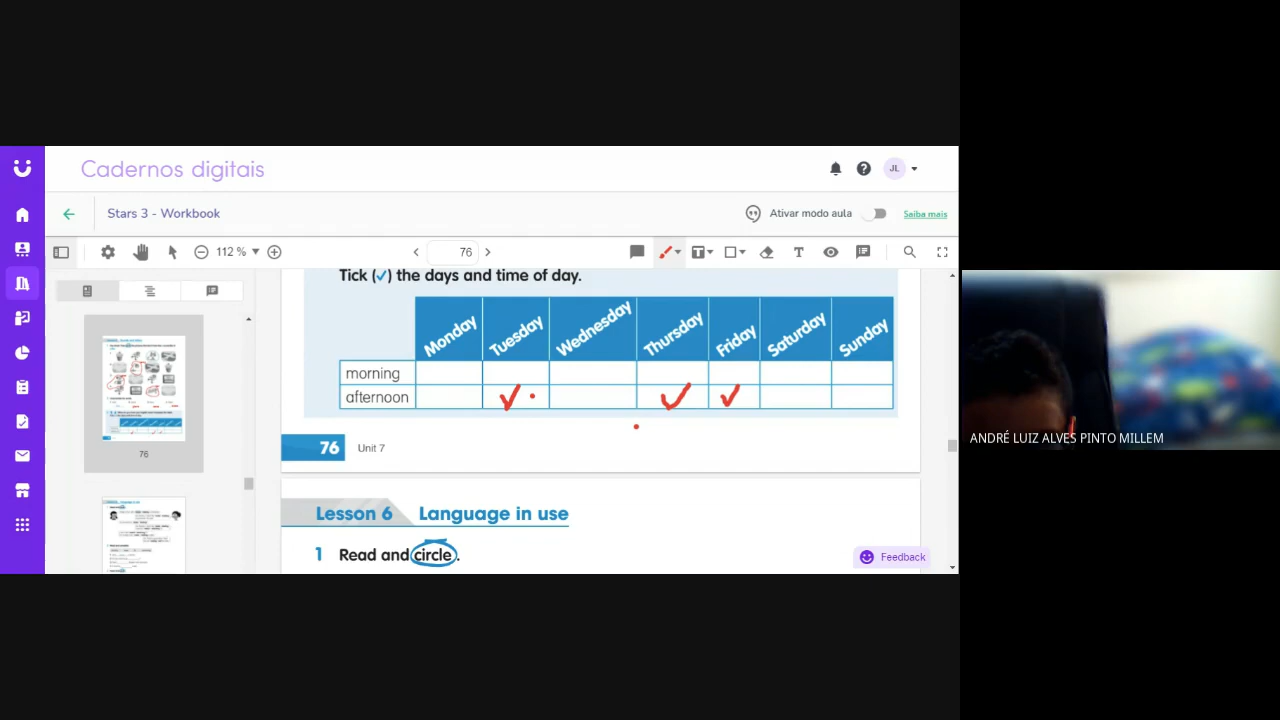 Cadernos digitais
JL
Stars 3 - Workbook
Ativar modo aula
Saiba mais
112 %
76
Tick (✓) the days and time of day.
Monday Tuesday Wednesday Thursday Friday Saturday Sunday
morning
afternoon
76 Unit 7
76
Lesson 6 Language in use
1 Read and circle.
Feedback
ANDRÉ LUIZ ALVES PINTO MILLEM